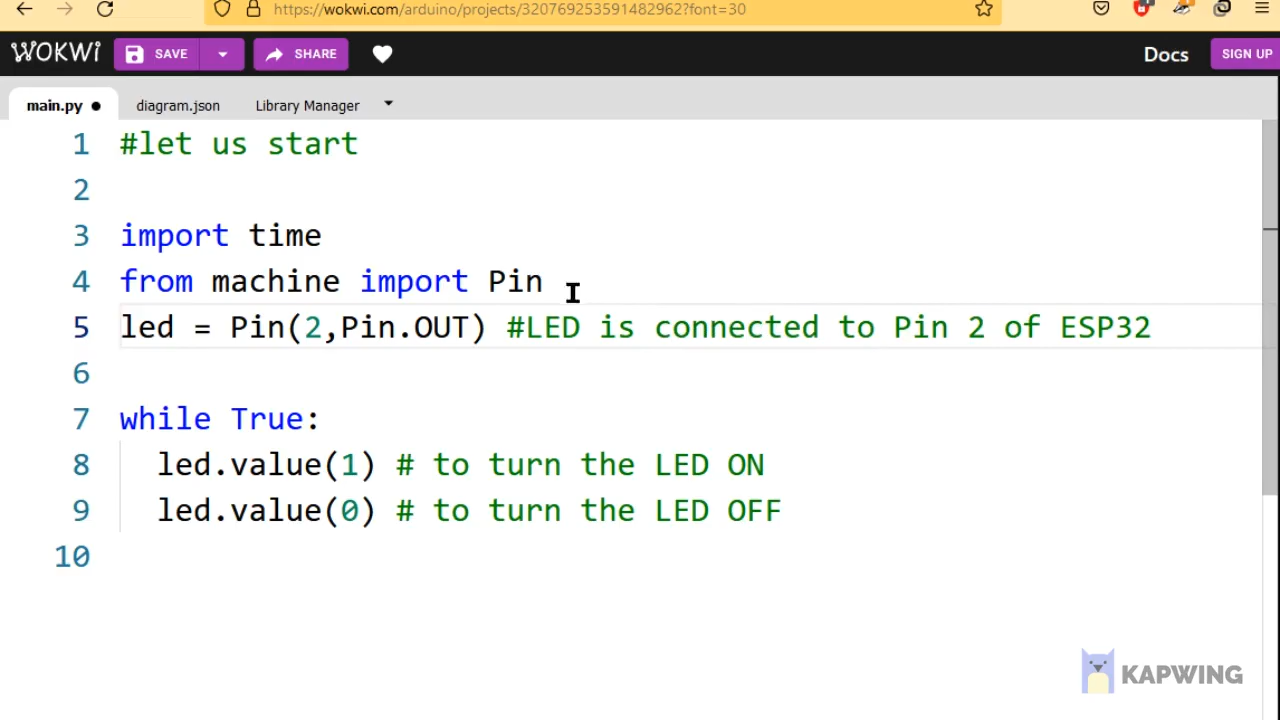 https://wokwi.com/arduino/projects/320769253591482962?font=30
WOKWi SAVE SHARE Docs SIGN UP
main.py diagram.json Library Manager
1 #let us start
2
3 import time
4 from machine import Pin
5 led = Pin(2,Pin.OUT) #LED is connected to Pin 2 of ESP32
6
7 while True:
8 led.value(1) # to turn the LED ON
9 led.value(0) # to turn the LED OFF
10
KAPWING